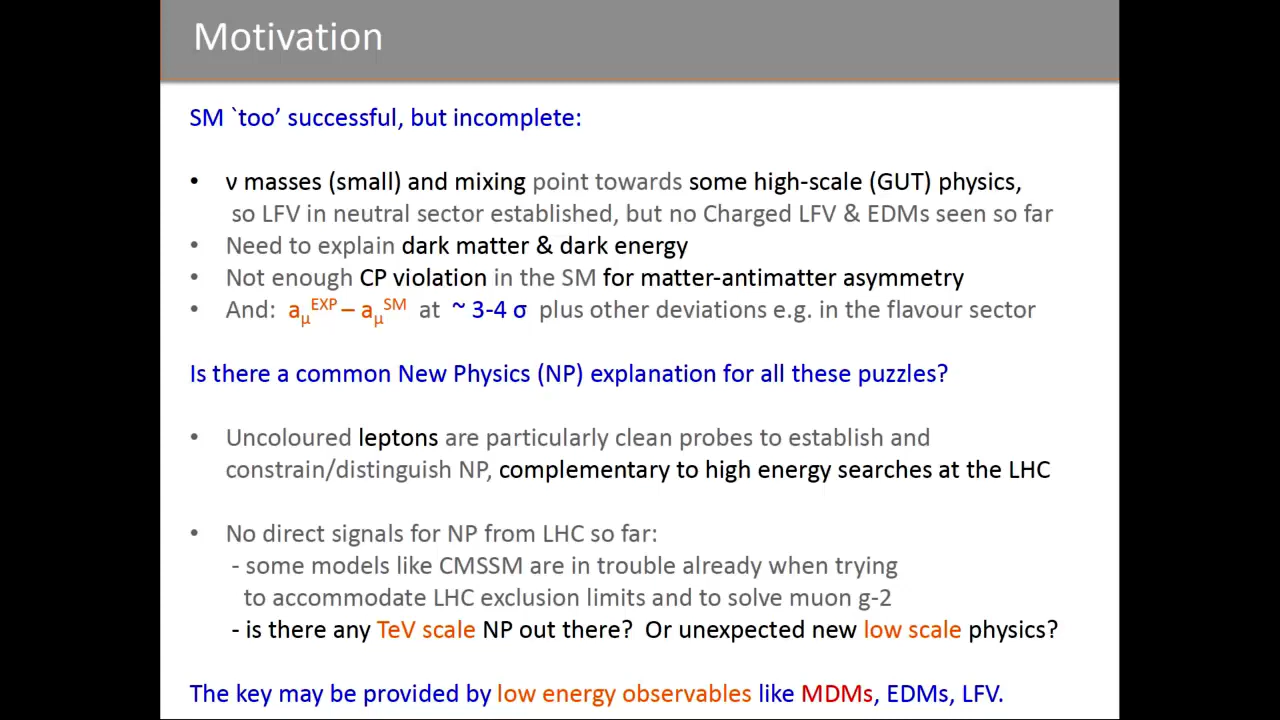 Motivation
SM `too’ successful, but incomplete:
• ν masses (small) and mixing point towards some high-scale (GUT) physics,
so LFV in neutral sector established, but no Charged LFV & EDMs seen so far
• Need to explain dark matter & dark energy
• Not enough CP violation in the SM for matter-antimatter asymmetry
• And: aμEXP – aμSM at ~ 3-4 σ plus other deviations e.g. in the flavour sector
Is there a common New Physics (NP) explanation for all these puzzles?
• Uncoloured leptons are particularly clean probes to establish and
constrain/distinguish NP, complementary to high energy searches at the LHC
• No direct signals for NP from LHC so far:
- some models like CMSSM are in trouble already when trying
to accommodate LHC exclusion limits and to solve muon g-2
- is there any TeV scale NP out there? Or unexpected new low scale physics?
The key may be provided by low energy observables like MDMs, EDMs, LFV.